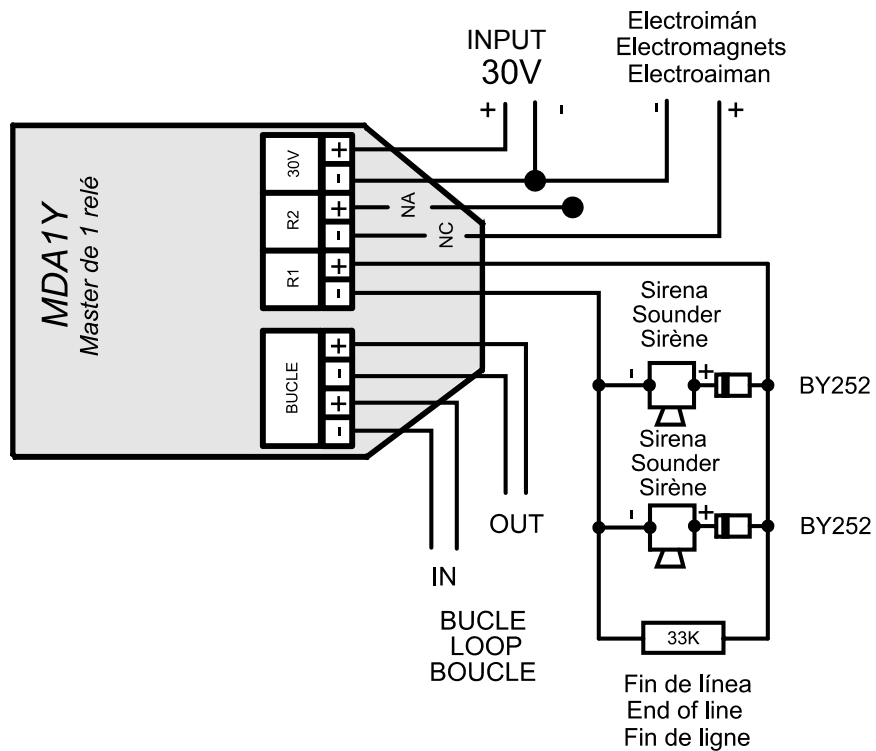 INPUT
30V
+ -
Electroimán
Electromagnets
Electroaiman
- +
MDA1Y
Master de 1 relé
30V
+
-
R2
+
-
R1
+
-
NA
NC
BUCLE
+
-
+
-
OUT
IN
BUCLE
LOOP
BOUCLE
Sirena
Sounder
Sirène
- +
BY252
Sirena
Sounder
Sirène
- +
BY252
33K
Fin de línea
End of line
Fin de ligne